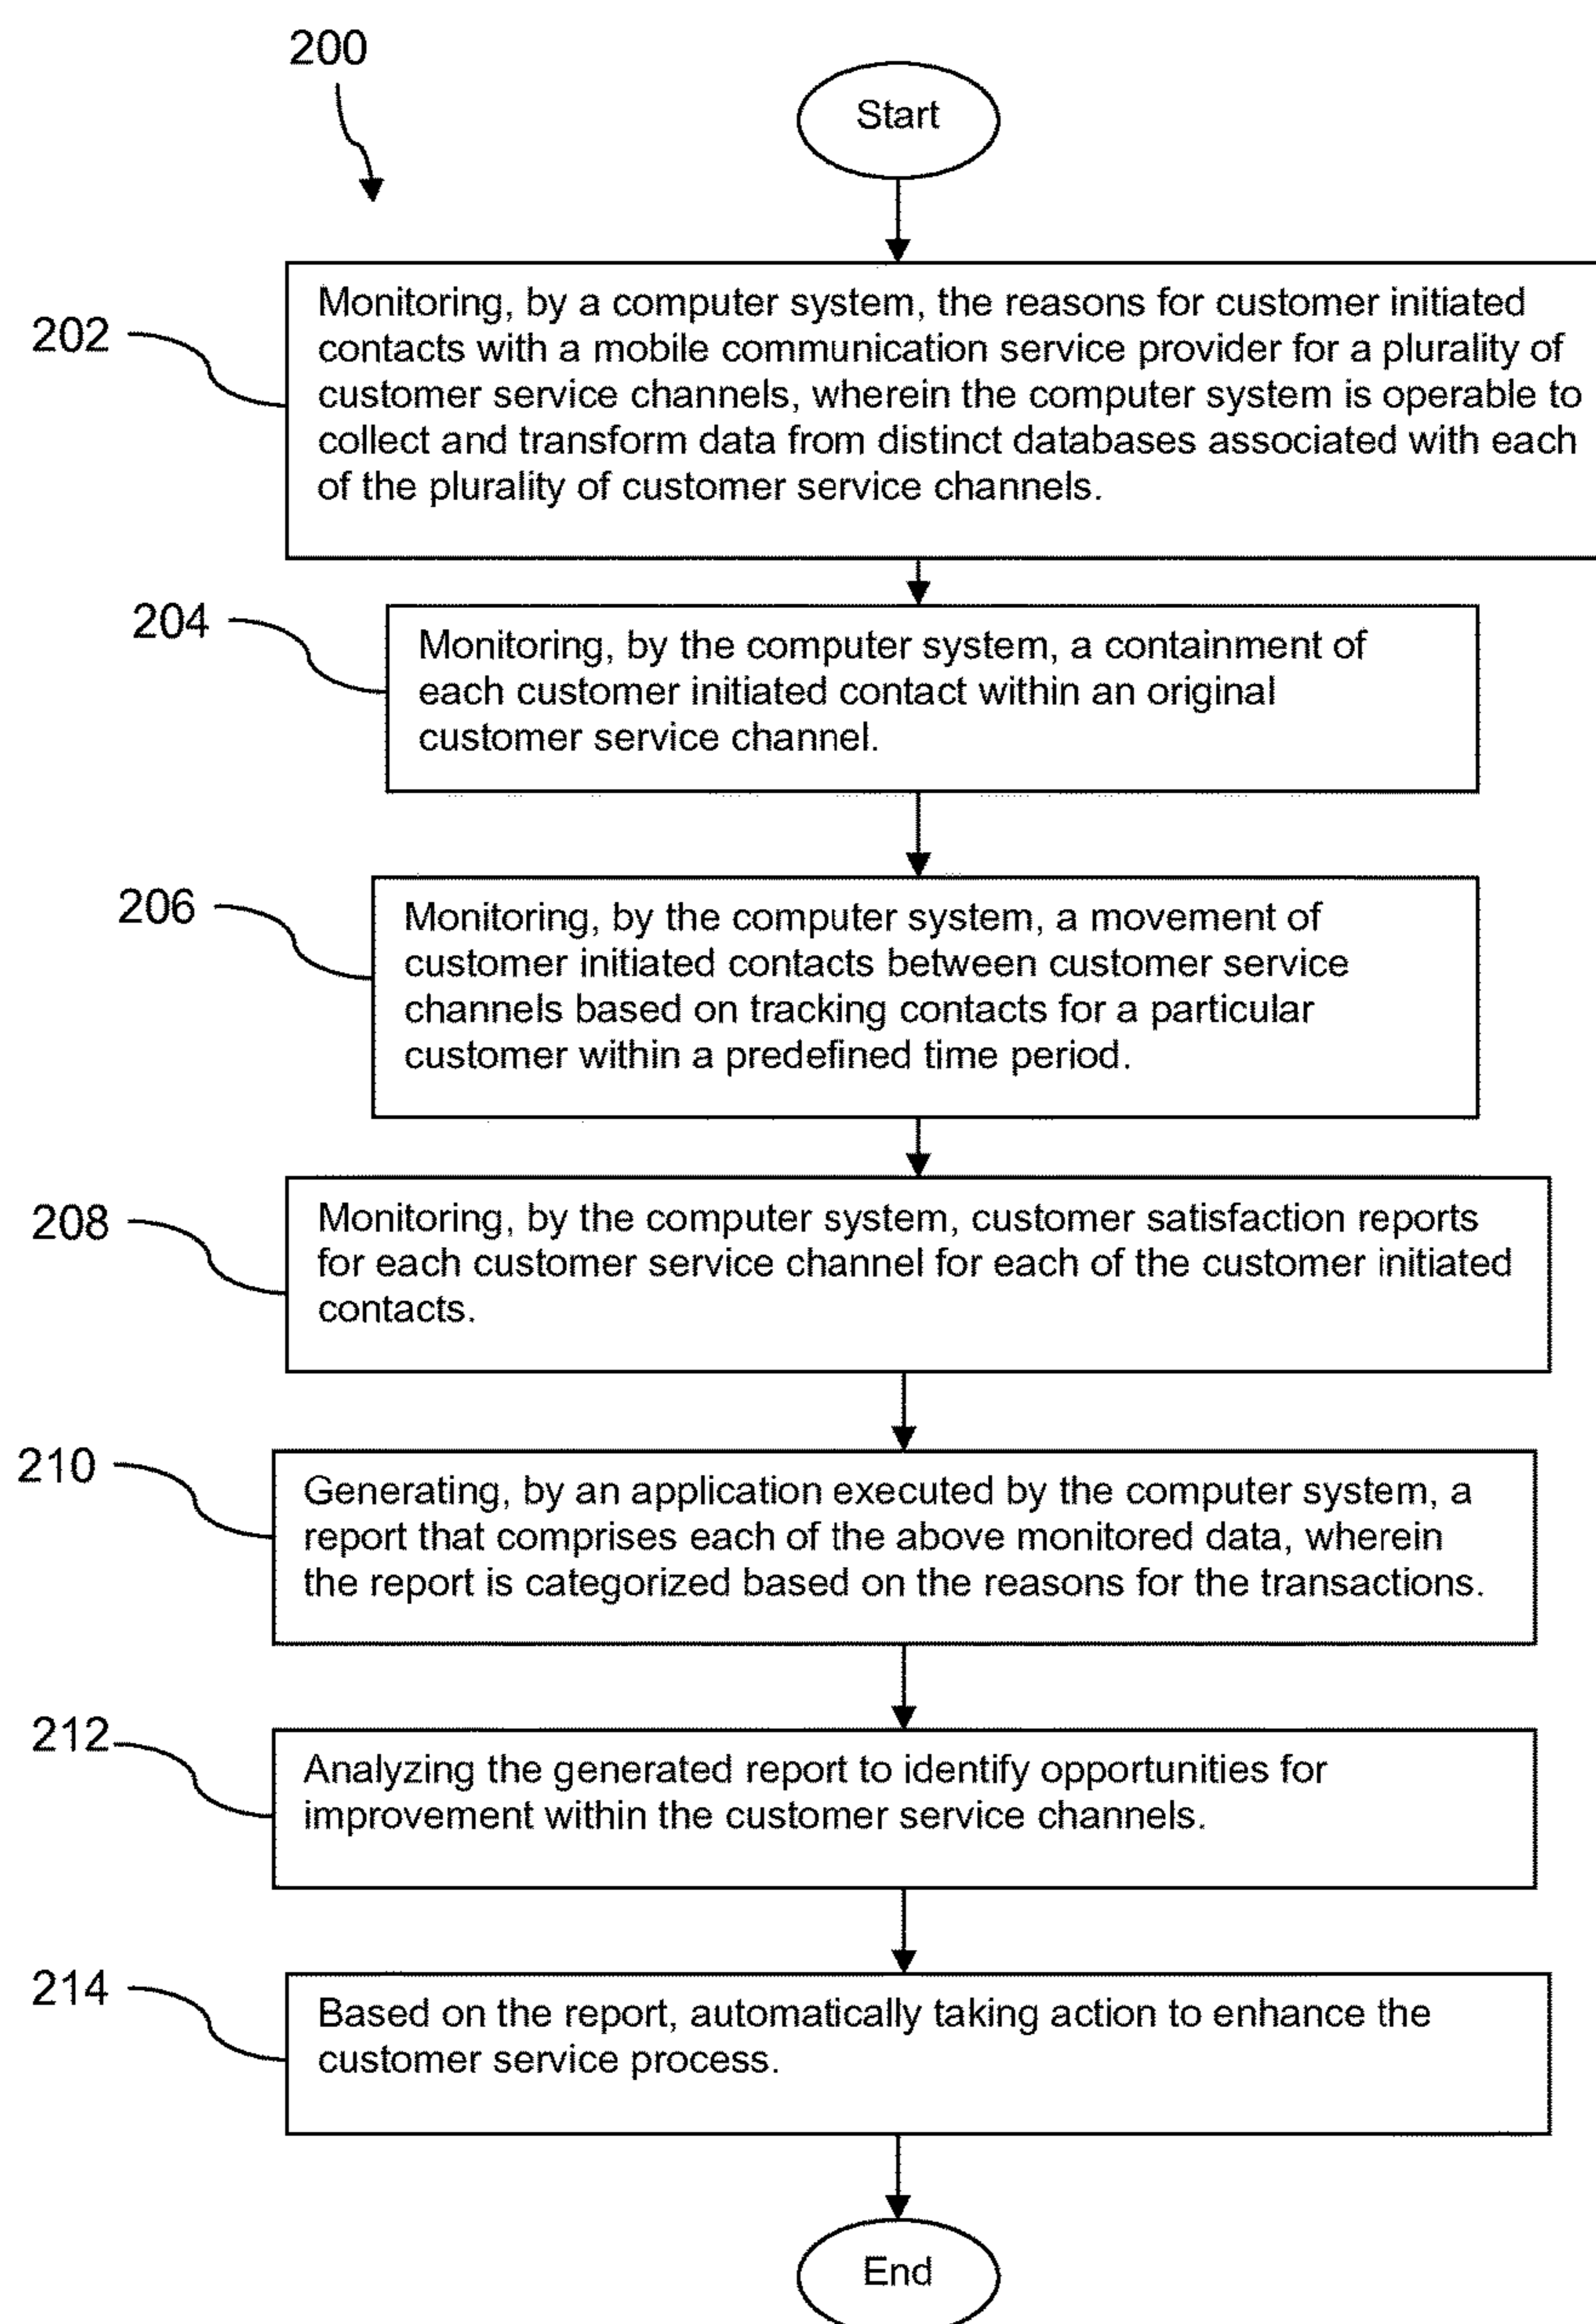 200
Start
202
Monitoring, by a computer system, the reasons for customer initiated
contacts with a mobile communication service provider for a plurality of
customer service channels, wherein the computer system is operable to
collect and transform data from distinct databases associated with each
of the plurality of customer service channels.
204
Monitoring, by the computer system, a containment of
each customer initiated contact within an original
customer service channel.
206
Monitoring, by the computer system, a movement of
customer initiated contacts between customer service
channels based on tracking contacts for a particular
customer within a predefined time period.
208
Monitoring, by the computer system, customer satisfaction reports
for each customer service channel for each of the customer initiated
contacts.
210
Generating, by an application executed by the computer system, a
report that comprises each of the above monitored data, wherein
the report is categorized based on the reasons for the transactions.
212
Analyzing the generated report to identify opportunities for
improvement within the customer service channels.
214
Based on the report, automatically taking action to enhance the
customer service process.
End